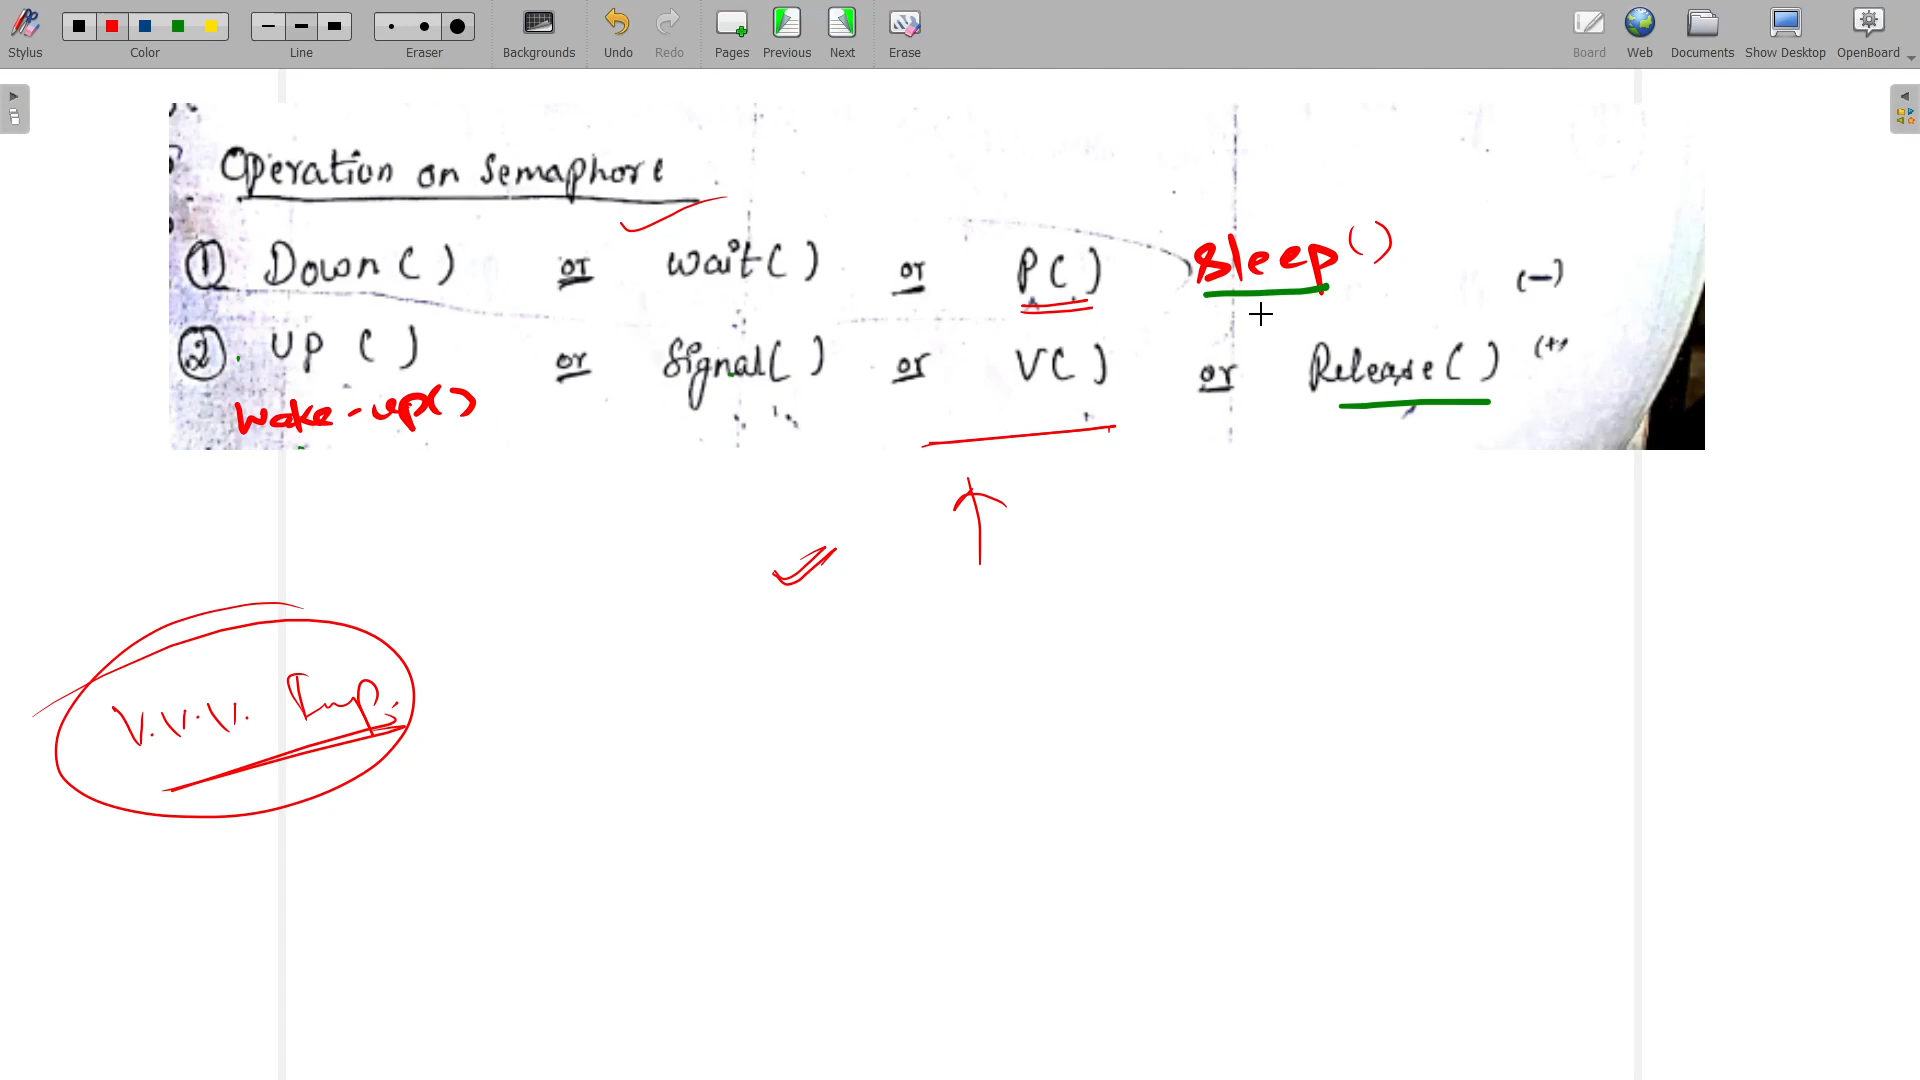 Stylus Color Line Eraser Backgrounds Undo Redo Pages Previous Next Erase Board Web Documents Show Desktop OpenBoard
Operation on Semaphore
① Down ( ) or wait ( ) or P( ) sleep () (-)
② UP ( ) or Signal( ) or V( ) or Release( ) (+)
wake-up()
V.V.V. Imp.